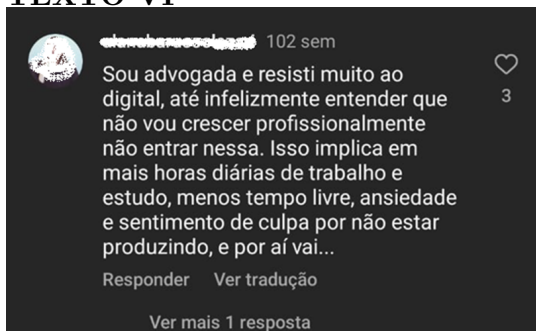 TEXTO VI
102 sem
Sou advogada e resisti muito ao
digital, até infelizmente entender que
não vou crescer profissionalmente
não entrar nessa. Isso implica em
mais horas diárias de trabalho e
estudo, menos tempo livre, ansiedade
e sentimento de culpa por não estar
produzindo, e por aí vai...
3
Responder Ver tradução
Ver mais 1 resposta